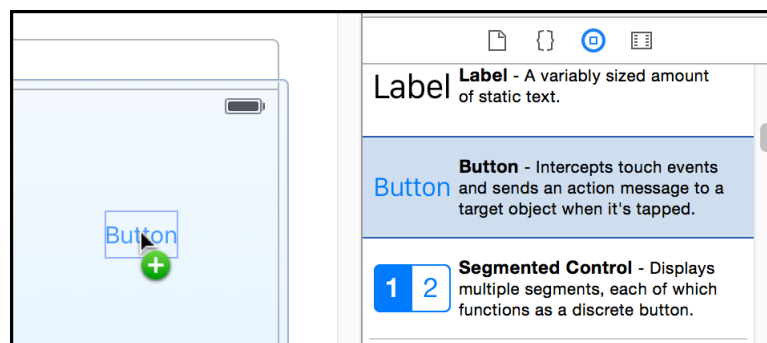 Label
Label - A variably sized amount
of static text.
Button
Button
Button - Intercepts touch events
and sends an action message to a
target object when it's tapped.
1 2
Segmented Control - Displays
multiple segments, each of which
functions as a discrete button.